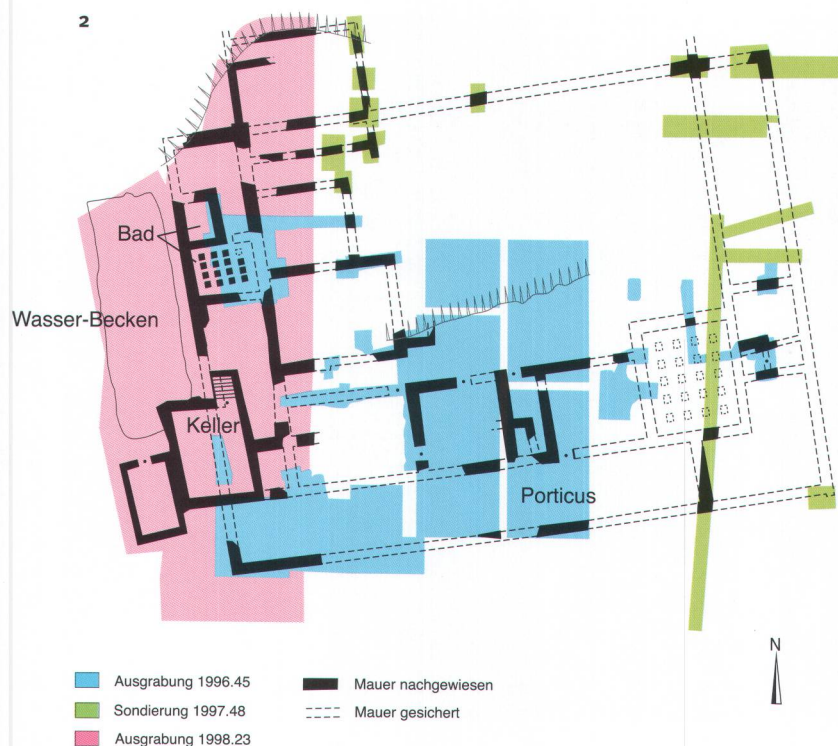 2
Bad
Wasser-Becken
Keller
Porticus
N
Ausgrabung 1996.45
Sondierung 1997.48
Ausgrabung 1998.23
Mauer nachgewiesen
Mauer gesichert